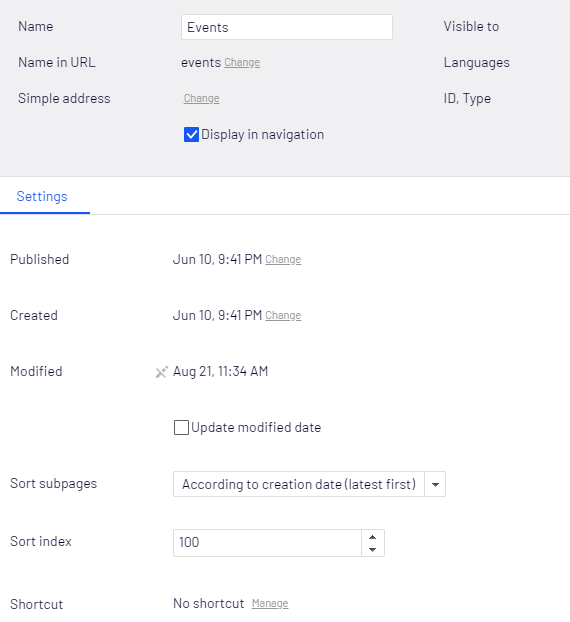 Name Events Visible to
Name in URL events Change Languages
Simple address Change ID, Type
Display in navigation
Settings
Published Jun 10, 9:41 PM Change
Created Jun 10, 9:41 PM Change
Modified Aug 21, 11:34 AM
Update modified date
Sort subpages According to creation date (latest first)
Sort index 100
Shortcut No shortcut Manage